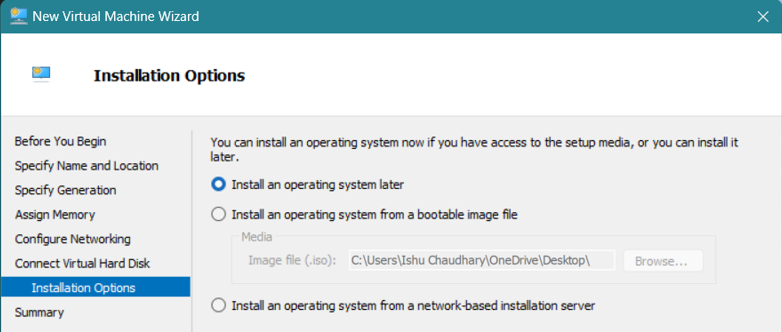 New Virtual Machine Wizard
Installation Options
Before You Begin
Specify Name and Location
Specify Generation
Assign Memory
Configure Networking
Connect Virtual Hard Disk
Installation Options
Summary
You can install an operating system now if you have access to the setup media, or you can install it
later.
Install an operating system later
Install an operating system from a bootable image file
Media
Image file (.iso): C:\Users\Ishu Chaudhary\OneDrive\Desktop\ Browse...
Install an operating system from a network-based installation server